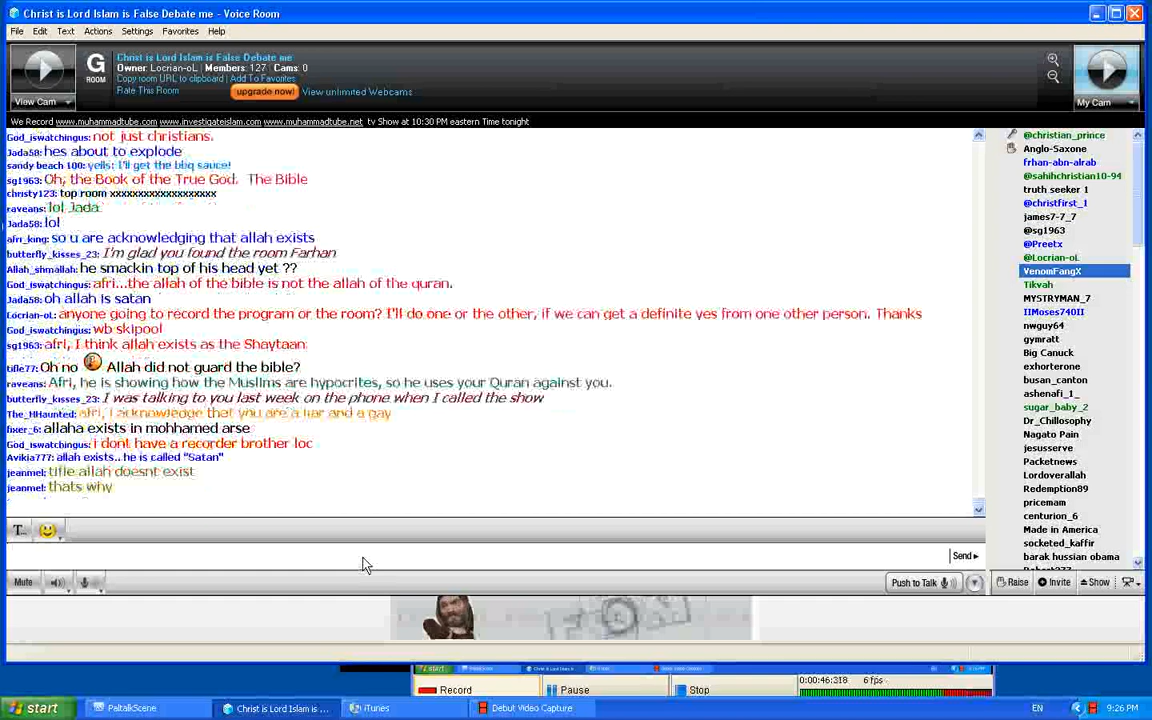 Christ is Lord Islam is False Debate me - Voice Room
File Edit Text Actions Settings Favorites Help
View Cam
G
ROOM
Christ is Lord Islam is False Debate me
Owner: Locrian-oL | Members: 127 | Cams: 0
Copy room URL to clipboard | Add To Favorites
Rate This Room
upgrade now! View unlimited Webcams
My Cam
We Record www.muhammadtube.com www.investigateislam.com www.muhammadtube.net tv Show at 10:30 PM eastern Time tonight
God_iswatchingus: not just christians.
Jada58: hes about to explode
sandy beach 100: yells: I'll get the bbq sauce!
sg1963: Oh, the Book of the True God. The Bible
christy123: top room xxxxxxxxxxxxxxxxxxx
raveans: lol Jada
Jada58: lol
afri_king: so u are acknowledging that allah exists
butterfly_kisses_23: I'm glad you found the room Farhan
Allah_shmallah: he smackin top of his head yet ??
God_iswatchingus: afri...the allah of the bible is not the allah of the quran.
Jada58: oh allah is satan
Locrian-oL: anyone going to record the program or the room? I'll do one or the other, if we can get a definite yes from one other person. Thanks
God_iswatchingus: wb skipool
sg1963: afri, I think allah exists as the Shaytaan
tifle77: Oh no Allah did not guard the bible?
raveans: Afri, he is showing how the Muslims are hypocrites, so he uses your Quran against you.
butterfly_kisses_23: I was talking to you last week on the phone when I called the show
The_HHaunted: afri, i acknowledge that you are a liar and a gay
fixer_6: allaha exists in mohhamed arse
God_iswatchingus: i dont have a recorder brother loc
Avikia777: allah exists.. he is called "Satan"
jeanmel: tifle allah doesnt exist
jeanmel: thats why
@christian_prince
Anglo-Saxone
frhan-abn-alrab
@sahihchristian10-94
truth seeker 1
@christfirst_1
james7-7_7
@sg1963
@Preetx
@Locrian-oL
VenomFangX
Tikvah
MYSTRYMAN_7
IIMoses740II
nwguy64
gymratt
Big Canuck
exhorterone
busan_canton
ashenafi_1_
sugar_baby_2
Dr_Chillosophy
Nagato Pain
jesusserve
Packetnews
Lordoverallah
Redemption89
pricemam
centurion_6
Made in America
socketed_kaffir
barak hussian obama
T...
Send
Mute
Push to Talk
Raise Invite Show
Record Pause Stop
0:00:46:318 6 fps
start PaltalkScene Christ is Lord Islam is ... iTunes Debut Video Capture EN 9:26 PM